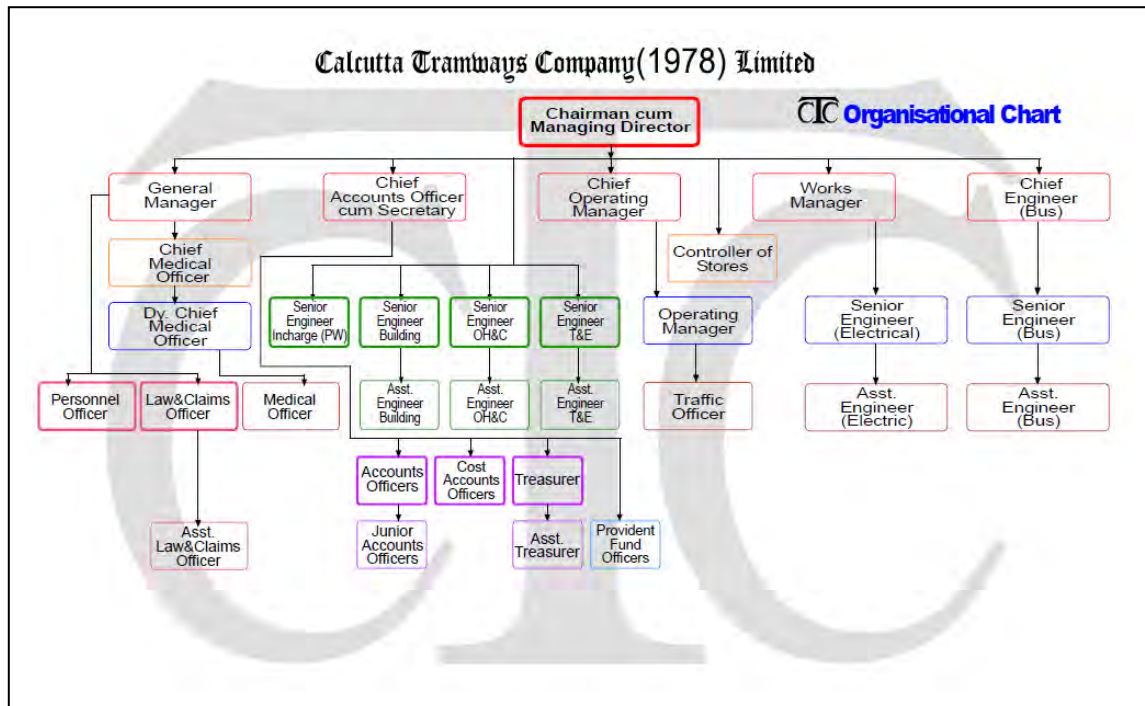 Calcutta Tramways Company(1978) Limited
Chairman cum
Managing Director
CTC Organisational Chart
General
Manager
Chief
Accounts Officer
cum Secretary
Chief
Operating
Manager
Works
Manager
Chief
Engineer
(Bus)
Chief
Medical
Officer
Controller of
Stores
Dy. Chief
Medical
Officer
Senior
Engineer
Incharge (PW)
Senior
Engineer
Building
Senior
Engineer
OH&C
Senior
Engineer
T&E
Operating
Manager
Senior
Engineer
(Electrical)
Senior
Engineer
(Bus)
Personnel
Officer
Law&Claims
Officer
Medical
Officer
Asst.
Engineer
Building
Asst.
Engineer
OH&C
Asst.
Engineer
T&E
Traffic
Officer
Asst.
Engineer
(Electric)
Asst.
Engineer
(Bus)
Accounts
Officers
Cost
Accounts
Officers
Treasurer
Asst.
Law&Claims
Officer
Junior
Accounts
Officers
Asst.
Treasurer
Provident
Fund
Officers
CTC